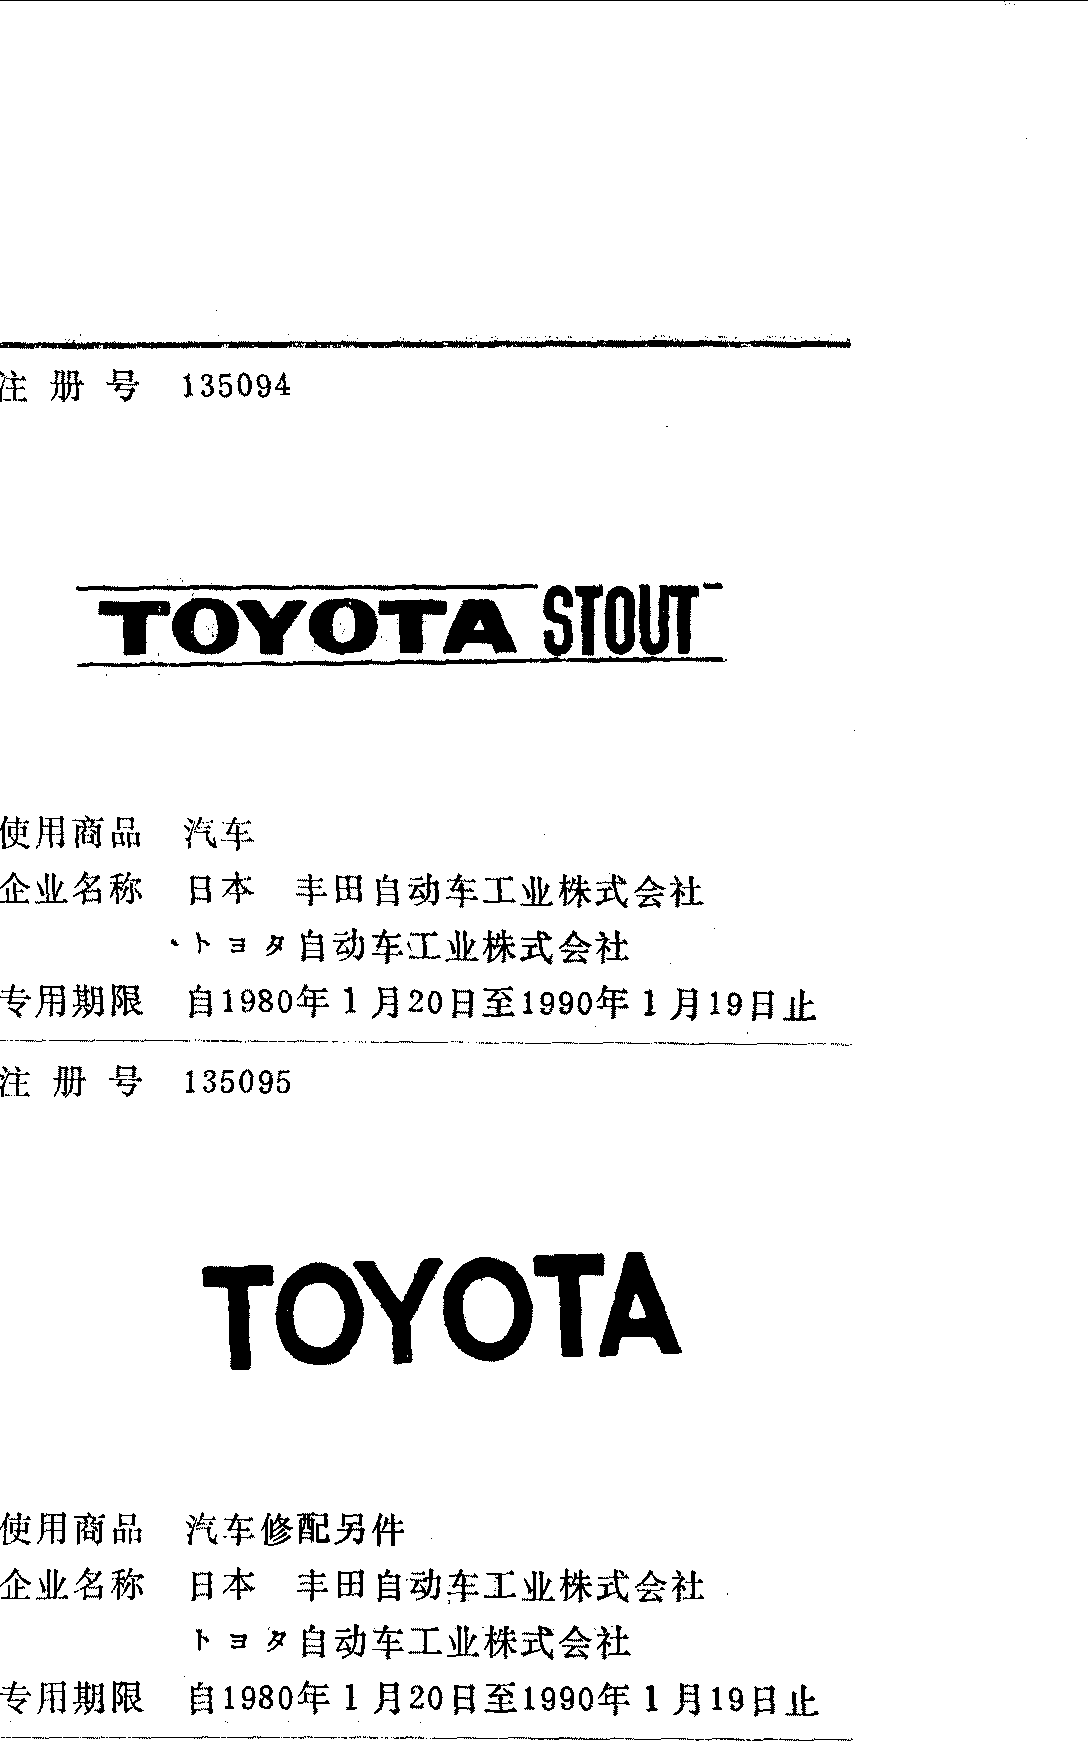 注 册 号 135094
TOYOTA STOUT
使用商品 汽车
企业名称 日本 丰田自动车工业株式会社
トヨタ自动车工业株式会社
专用期限 自1980年1月20日至1990年1月19日止
注 册 号 135095
TOYOTA
使用商品 汽车修配另件
企业名称 日本 丰田自动车工业株式会社
トヨタ自动车工业株式会社
专用期限 自1980年1月20日至1990年1月19日止